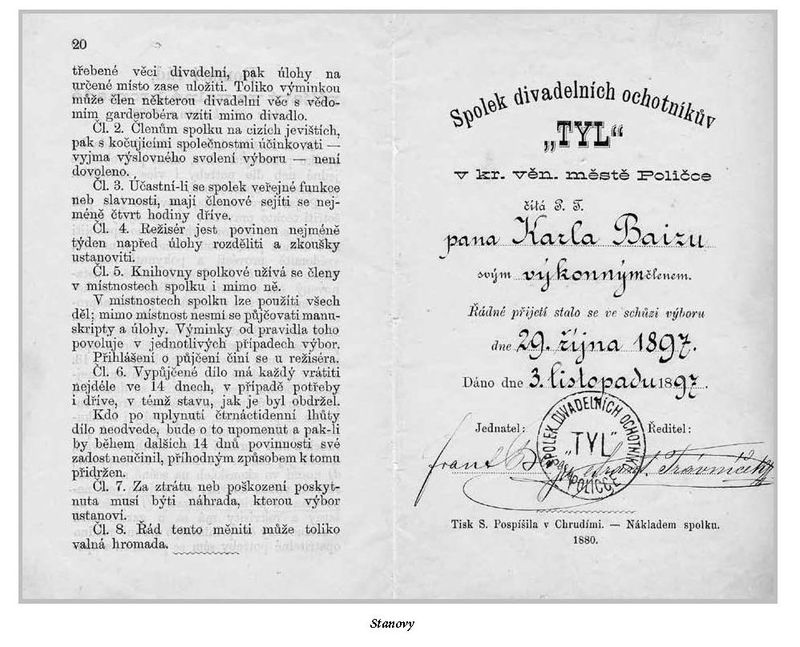 20
třebené věci divadelní, pak úlohy na
určené místo zase uložiti. Toliko výminkou
může člen některou divadelní věc s vědo-
mím garderobéra vzíti mimo divadlo.
Čl. 2. Členům spolku na cizích jevištích,
pak s kočujícími společnostmi účinkovati —
vyjma výslovného svolení výboru — není
dovoleno.
Čl. 3. Účastní-li se spolek veřejné funkce
neb slavnosti, mají členové sejíti se nej-
méně čtvrt hodiny dříve.
Čl. 4. Režisér jest povinen nejméně
týden napřed úlohy rozděliti a zkoušky
ustanoviti.
Čl. 5. Knihovny spolkové užívá se členy
v místnostech spolku i mimo ně.
V místnostech spolku lze použíti všech
děl; mimo místnost nesmí se půjčovati manu-
skripty a úlohy. Výminky od pravidla toho
povoluje v jednotlivých případech výbor.
Přihlášení o půjčení činí se u režiséra.
Čl. 6. Vypůjčené dílo má každý vrátiti
nejdéle ve 14 dnech, v případě potřeby
i dříve, v témž stavu, jak je byl obdržel.
Kdo po uplynutí čtrnáctidenní lhůty
dílo neodvede, bude o to upomenut a pak-li
by během dalších 14 dnů povinnosti své
zadost neučinil, příhodným způsobem k tomu
přidržen.
Čl. 7. Za ztrátu neb poškození poskyt-
nuta musí býti náhrada, kterou výbor
ustanoví.
Čl. 8. Řád tento měniti může toliko
valná hromada.
Spolek divadelních ochotníkův
„TYL“
v kr. věn. městě Poličce
čítá P. T.
pana Karla Baizu
svým výkonným členem.
Řádné přijetí stalo se ve schůzi výboru
dne 29. října 1897.
Dáno dne 3. listopadu 1897.
Jednatel: Ředitel:
SPOLEK DIVADELNÍCH OCHOTNÍKŮ
„TYL“
POLIČCE
Frant. Trávníček
Tisk S. Pospíšila v Chrudími. — Nákladem spolku.
1880.
Stanovy